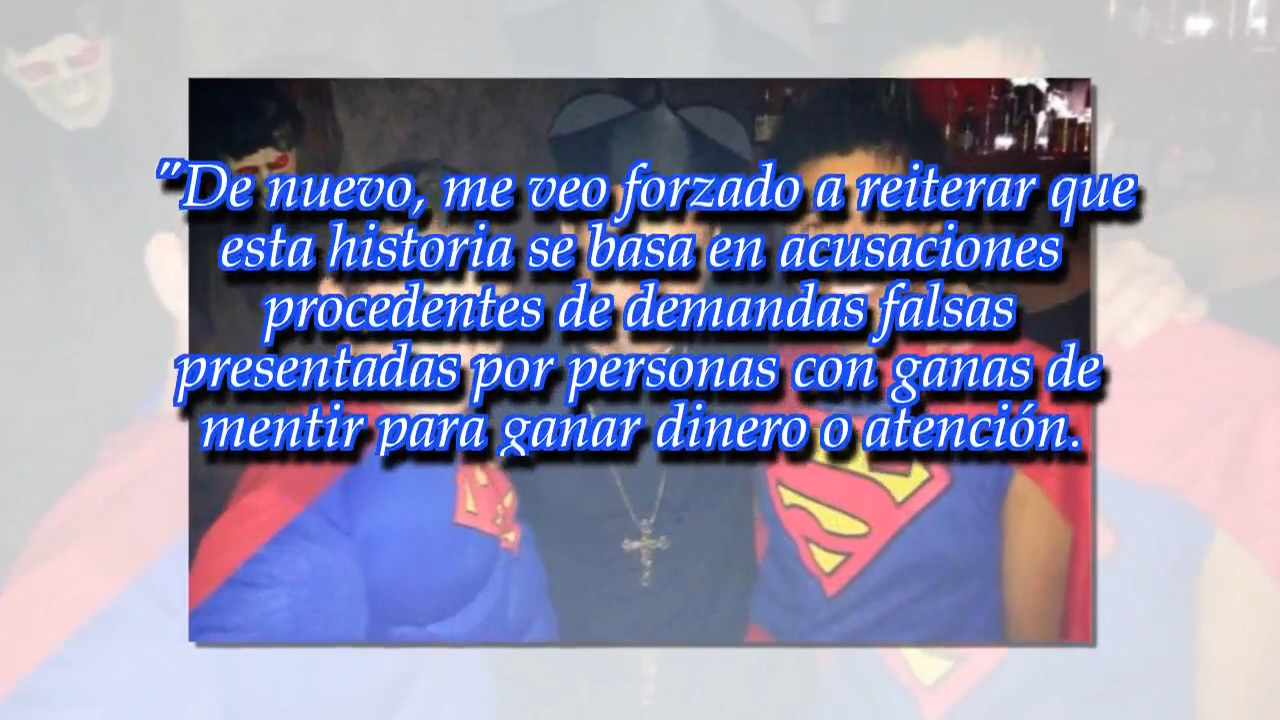 "De nuevo, me veo forzado a reiterar que
esta historia se basa en acusaciones
procedentes de demandas falsas
presentadas por personas con ganas de
mentir para ganar dinero o atención.